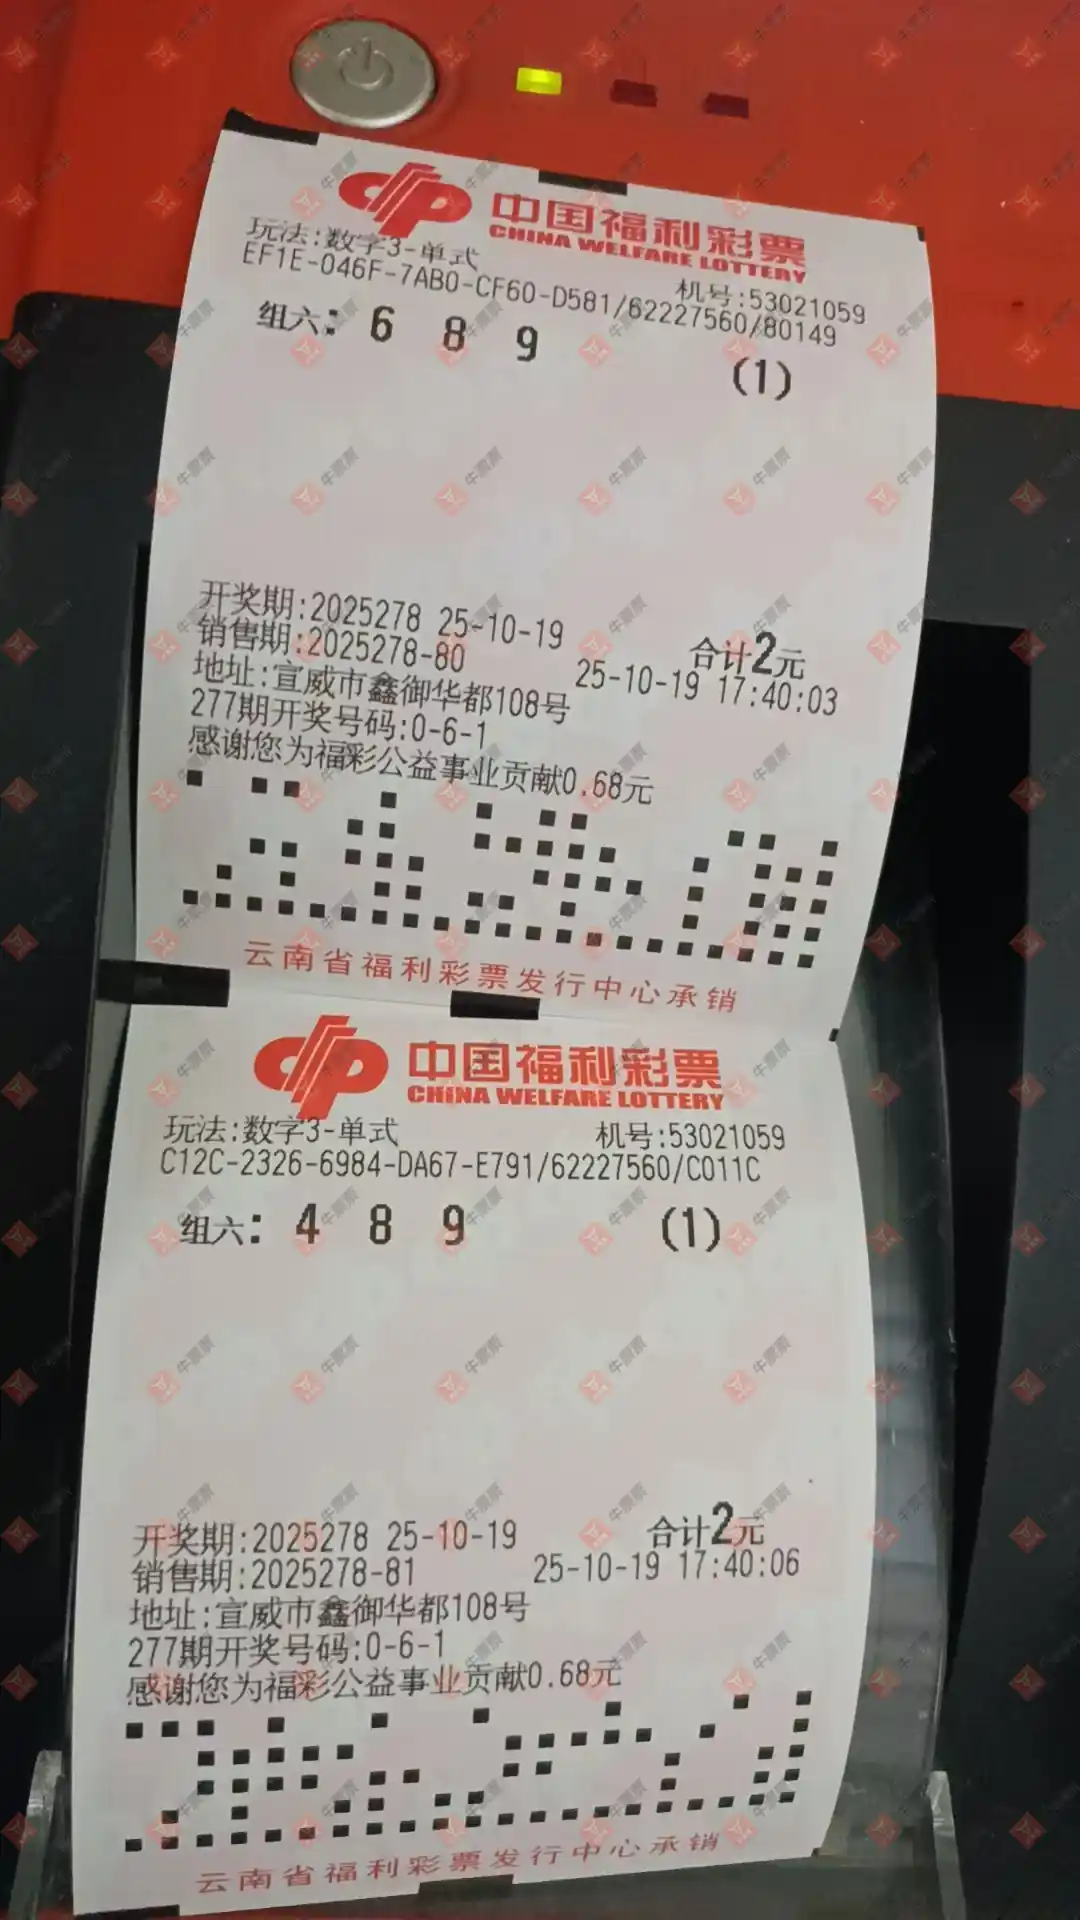 中国福利彩票
CHINA WELFARE LOTTERY
玩法:数字3-单式 机号:53021059
EF1E-046F-7AB0-CF60-D581/62227560/80149
组六: 6 8 9 (1)
开奖期:2025278 25-10-19 合计2元
销售期:2025278-80 25-10-19 17:40:03
地址:宣威市鑫御华都108号
277期开奖号码:0-6-1
感谢您为福彩公益事业贡献0.68元
云南省福利彩票发行中心承销
中国福利彩票
CHINA WELFARE LOTTERY
玩法:数字3-单式 机号:53021059
C12C-2326-6984-DA67-E791/62227560/C011C
组六: 4 8 9 (1)
开奖期:2025278 25-10-19 合计2元
销售期:2025278-81 25-10-19 17:40:06
地址:宣威市鑫御华都108号
277期开奖号码:0-6-1
感谢您为福彩公益事业贡献0.68元
云南省福利彩票发行中心承销
牛票票